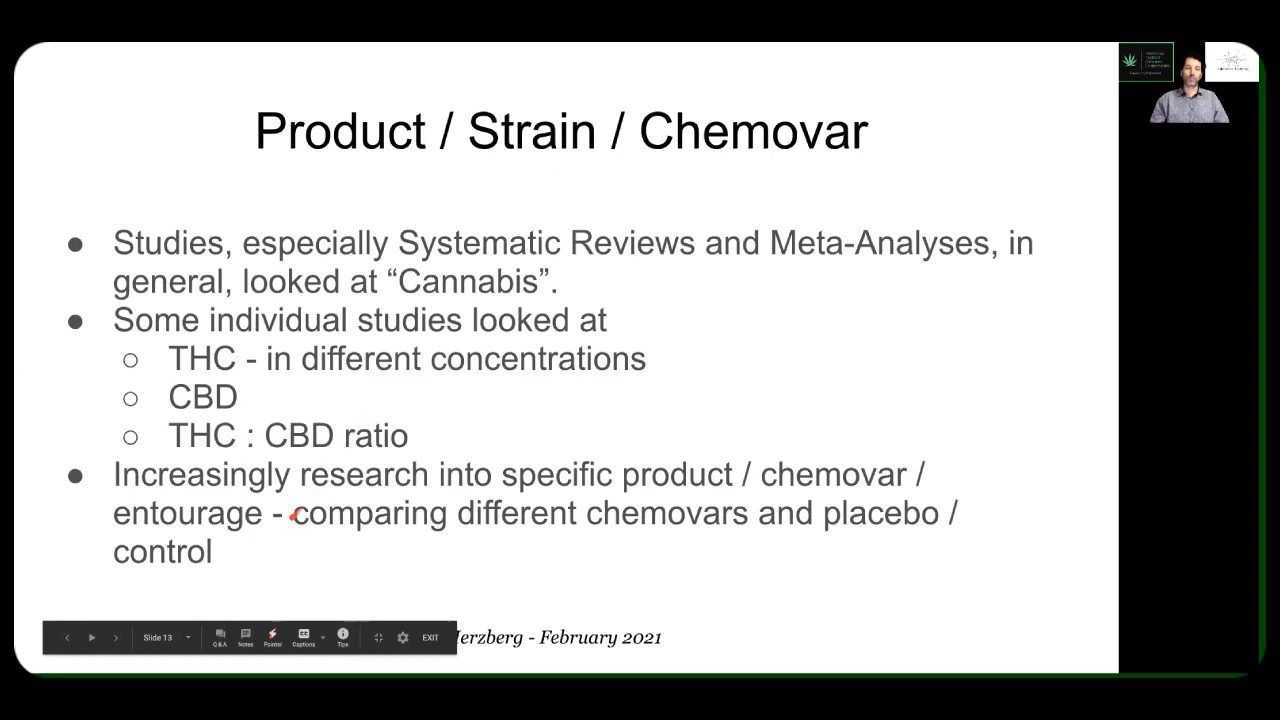 Product / Strain / Chemovar
● Studies, especially Systematic Reviews and Meta-Analyses, in
general, looked at “Cannabis”.
● Some individual studies looked at
○ THC - in different concentrations
○ CBD
○ THC : CBD ratio
● Increasingly research into specific product / chemovar /
entourage - comparing different chemovars and placebo /
control
Slide 13
Q&A
Notes
Pointer
Captions
Tips
EXIT
Herzberg - February 2021